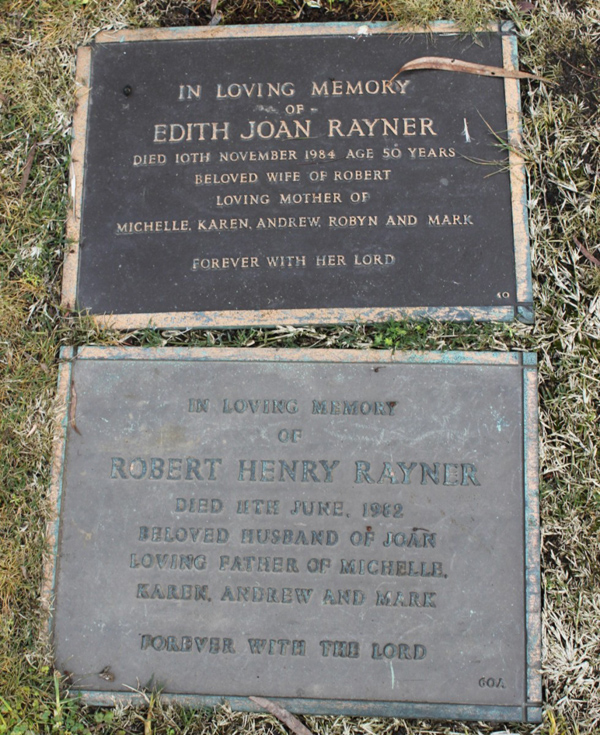 IN LOVING MEMORY
OF
EDITH JOAN RAYNER
DIED 10TH NOVEMBER 1984 AGE 50 YEARS
BELOVED WIFE OF ROBERT
LOVING MOTHER OF
MICHELLE, KAREN, ANDREW, ROBYN AND MARK
FOREVER WITH HER LORD
40
IN LOVING MEMORY
OF
ROBERT HENRY RAYNER
DIED 11TH JUNE, 1982
BELOVED HUSBAND OF JOAN
LOVING FATHER OF MICHELLE,
KAREN, ANDREW AND MARK
FOREVER WITH THE LORD
60A